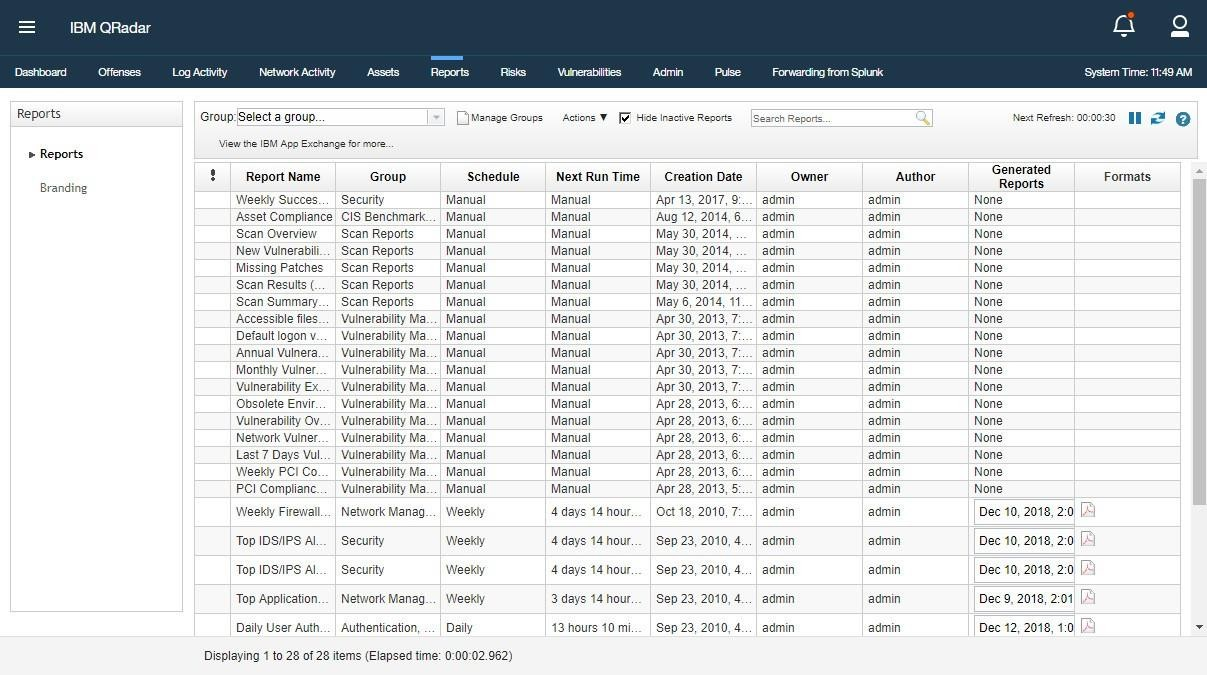 IBM QRadar
Dashboard Offenses Log Activity Network Activity Assets Reports Risks Vulnerabilities Admin Pulse Forwarding from Splunk System Time: 11:49 AM
Reports
Reports
Branding
Group: Select a group... Manage Groups Actions ▼ Hide Inactive Reports Search Reports... Next Refresh: 00:00:30
View the IBM App Exchange for more...
Report Name Group Schedule Next Run Time Creation Date Owner Author Generated Reports Formats
Weekly Succes... Security Manual Manual Apr 13, 2017, 9:... admin admin None
Asset Compliance CIS Benchmark... Manual Manual Aug 12, 2014, 6... admin admin None
Scan Overview Scan Reports Manual Manual May 30, 2014, ... admin admin None
New Vulnerabili... Scan Reports Manual Manual May 30, 2014, ... admin admin None
Missing Patches Scan Reports Manual Manual May 30, 2014, ... admin admin None
Scan Results (... Scan Reports Manual Manual May 30, 2014, ... admin admin None
Scan Summary... Scan Reports Manual Manual May 6, 2014, 11... admin admin None
Accessible files... Vulnerability Ma... Manual Manual Apr 30, 2013, 7:... admin admin None
Default logon v... Vulnerability Ma... Manual Manual Apr 30, 2013, 7:... admin admin None
Annual Vulnera... Vulnerability Ma... Manual Manual Apr 30, 2013, 7:... admin admin None
Monthly Vulner... Vulnerability Ma... Manual Manual Apr 30, 2013, 7:... admin admin None
Vulnerability Ex... Vulnerability Ma... Manual Manual Apr 30, 2013, 7:... admin admin None
Obsolete Envir... Vulnerability Ma... Manual Manual Apr 28, 2013, 6:... admin admin None
Vulnerability Ov... Vulnerability Ma... Manual Manual Apr 28, 2013, 6:... admin admin None
Network Vulner... Vulnerability Ma... Manual Manual Apr 28, 2013, 6:... admin admin None
Last 7 Days Vul... Vulnerability Ma... Manual Manual Apr 28, 2013, 6:... admin admin None
Weekly PCI Co... Vulnerability Ma... Manual Manual Apr 28, 2013, 6:... admin admin None
PCI Complianc... Vulnerability Ma... Manual Manual Apr 28, 2013, 5:... admin admin None
Weekly Firewall... Network Manag... Weekly 4 days 14 hour... Oct 18, 2010, 7:... admin admin Dec 10, 2018, 2:0
Top IDS/IPS Al... Security Weekly 4 days 14 hour... Sep 23, 2010, 4... admin admin Dec 10, 2018, 2:0
Top IDS/IPS Al... Security Weekly 4 days 14 hour... Sep 23, 2010, 4... admin admin Dec 10, 2018, 2:0
Top Application... Network Manag... Weekly 3 days 14 hour... Sep 23, 2010, 4... admin admin Dec 9, 2018, 2:01
Daily User Auth... Authentication, ... Daily 13 hours 10 mi... Sep 23, 2010, 4... admin admin Dec 12, 2018, 1:0
Displaying 1 to 28 of 28 items (Elapsed time: 0:00:02.962)